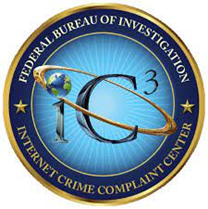 FEDERAL BUREAU OF INVESTIGATION
iC3
INTERNET CRIME COMPLAINT CENTER